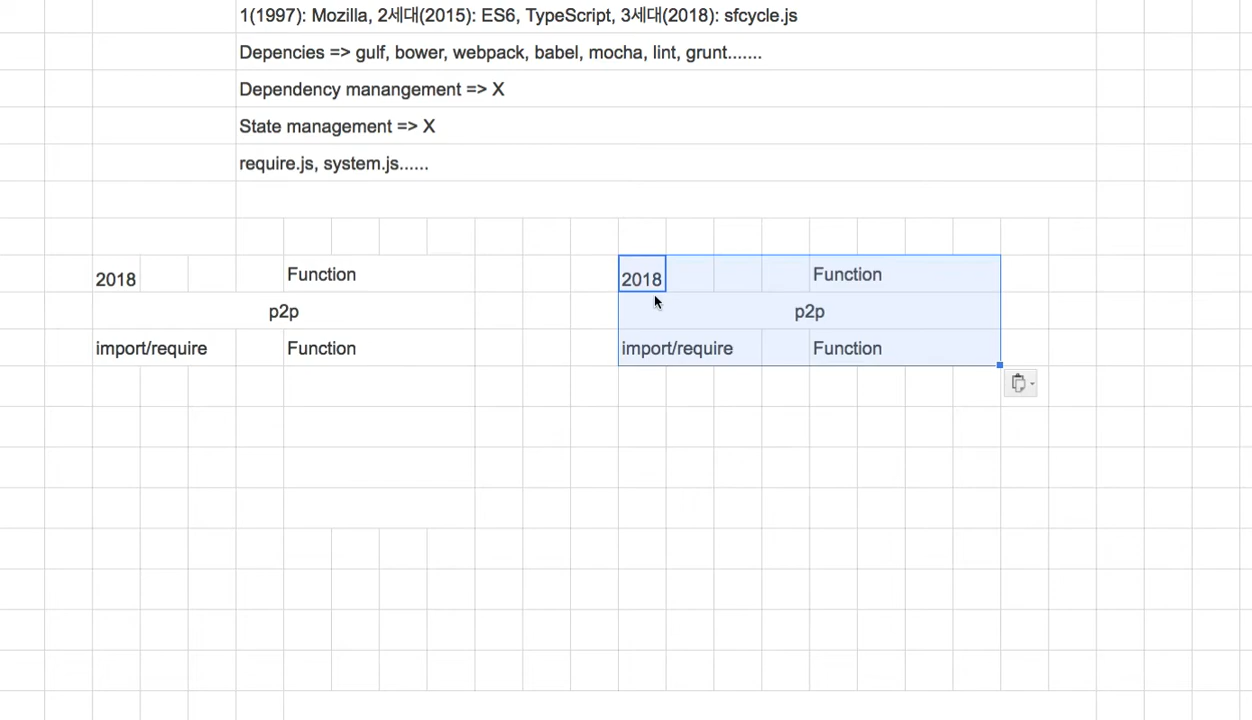 1(1997): Mozilla, 2세대(2015): ES6, TypeScript, 3세대(2018): sfcycle.js
Depencies => gulf, bower, webpack, babel, mocha, lint, grunt.......
Dependency manangement => X
State management => X
require.js, system.js......
2018 Function 2018 Function
p2p p2p
import/require Function import/require Function